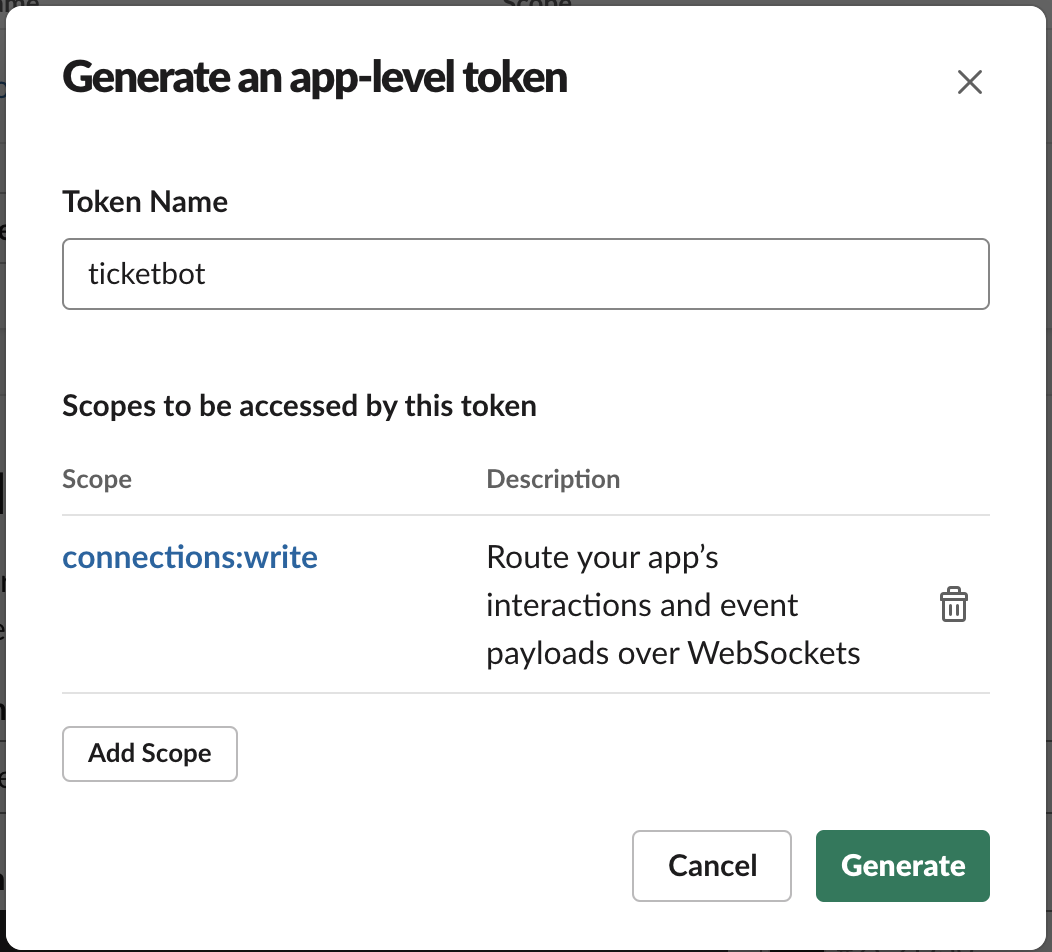 Scope
Generate an app-level token
Token Name
ticketbot
Scopes to be accessed by this token
Scope Description
connections:write Route your app’s
interactions and event
payloads over WebSockets
Add Scope
Cancel Generate